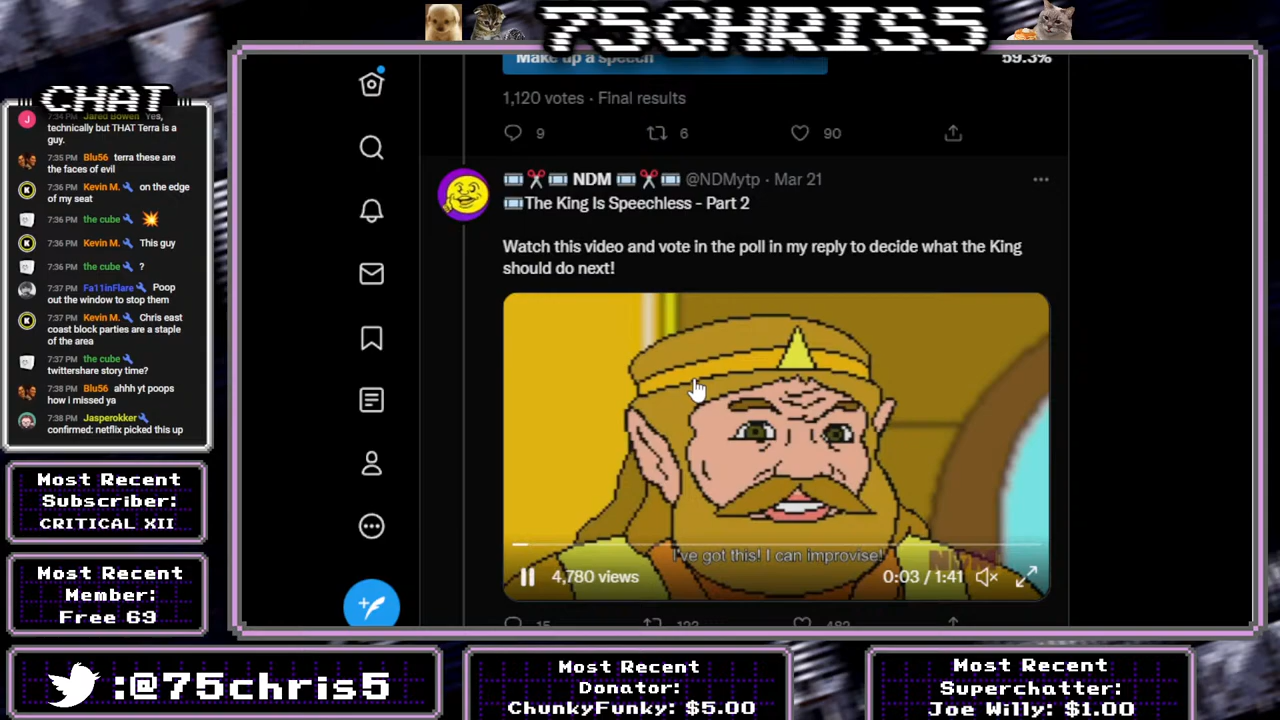 75CHRIS5
CHAT
7:34 PM Jared Bowen Yes,
technically but THAT Terra is a
guy.
7:35 PM Blu56 terra these are
the faces of evil
7:36 PM Kevin M. on the edge
of my seat
7:36 PM the cube
7:36 PM Kevin M. This guy
7:36 PM the cube ?
7:37 PM Fa11inFlare Poop
out the window to stop them
7:37 PM Kevin M. Chris east
coast block parties are a staple
of the area
7:37 PM the cube
twittershare story time?
7:38 PM Blu56 ahhh yt poops
how i missed ya
7:38 PM Jasperokker
confirmed: netflix picked this up
J
K
K
K
Make up a speech 59.3%
1,120 votes · Final results
9 6 90
NDM @NDMytp · Mar 21
The King Is Speechless - Part 2
Watch this video and vote in the poll in my reply to decide what the King
should do next!
I've got this! I can improvise!
4,780 views 0:03 / 1:41
Most Recent
Subscriber:
CRITICAL XII
Most Recent
Member:
Free 69
:@75chris5
Most Recent
Donator:
ChunkyFunky: $5.00
Most Recent
Superchatter:
Joe Willy: $1.00